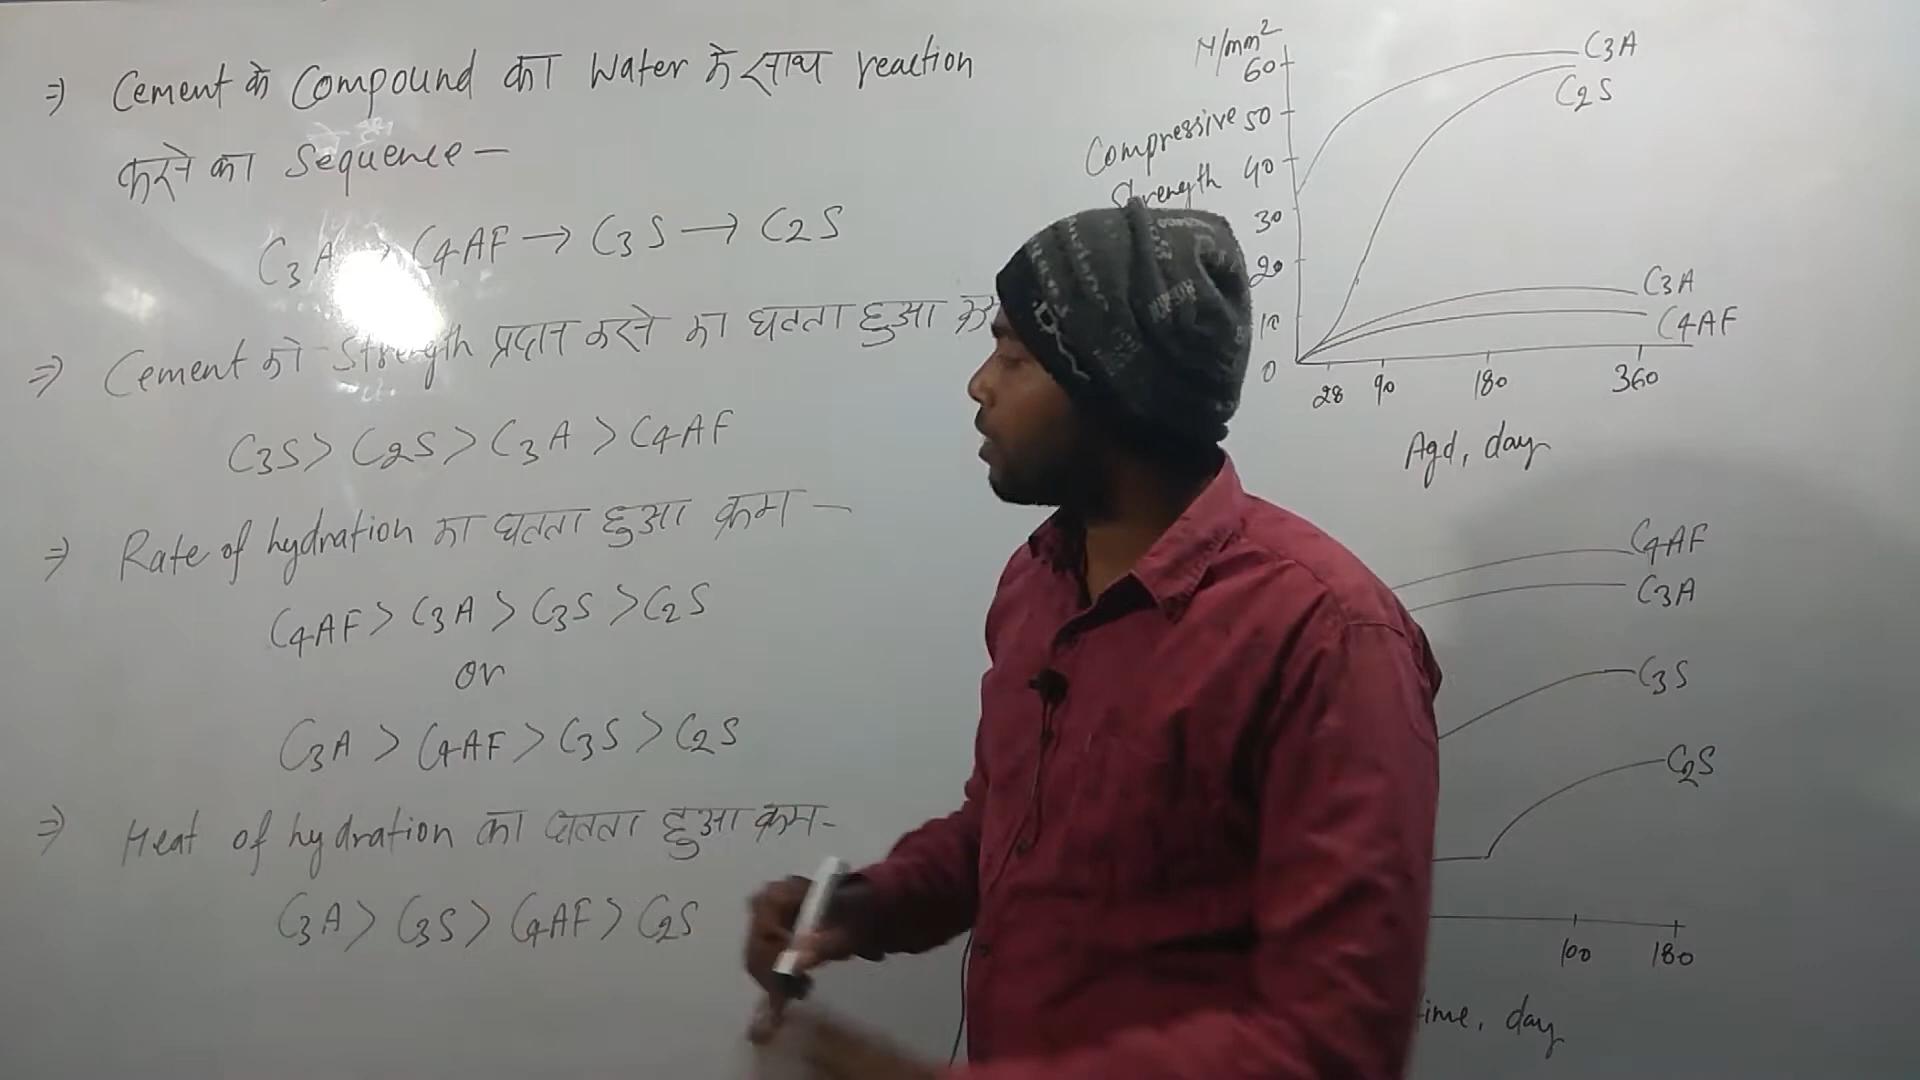 ⇒ Cement के Compound का Water के साथ reaction
करने का Sequence —
C3A → C4AF → C3S → C2S
⇒ Cement को Strength प्रदान करने का घटता हुआ
C3S > C2S > C3A > C4AF
⇒ Rate of hydration का घटता हुआ क्रम —
C4AF > C3A > C3S > C2S
or
C3A > C4AF > C3S > C2S
⇒ Heat of hydration का घटता हुआ क्रम-
C3A > C3S > C4AF > C2S
N/mm²
60
50
40
30
20
10
0
Compressive
Strength
C3A
C2S
C3A
C4AF
28 90 180 360
Agd, day
C4AF
C3A
C3S
C2S
100 180
ime, day